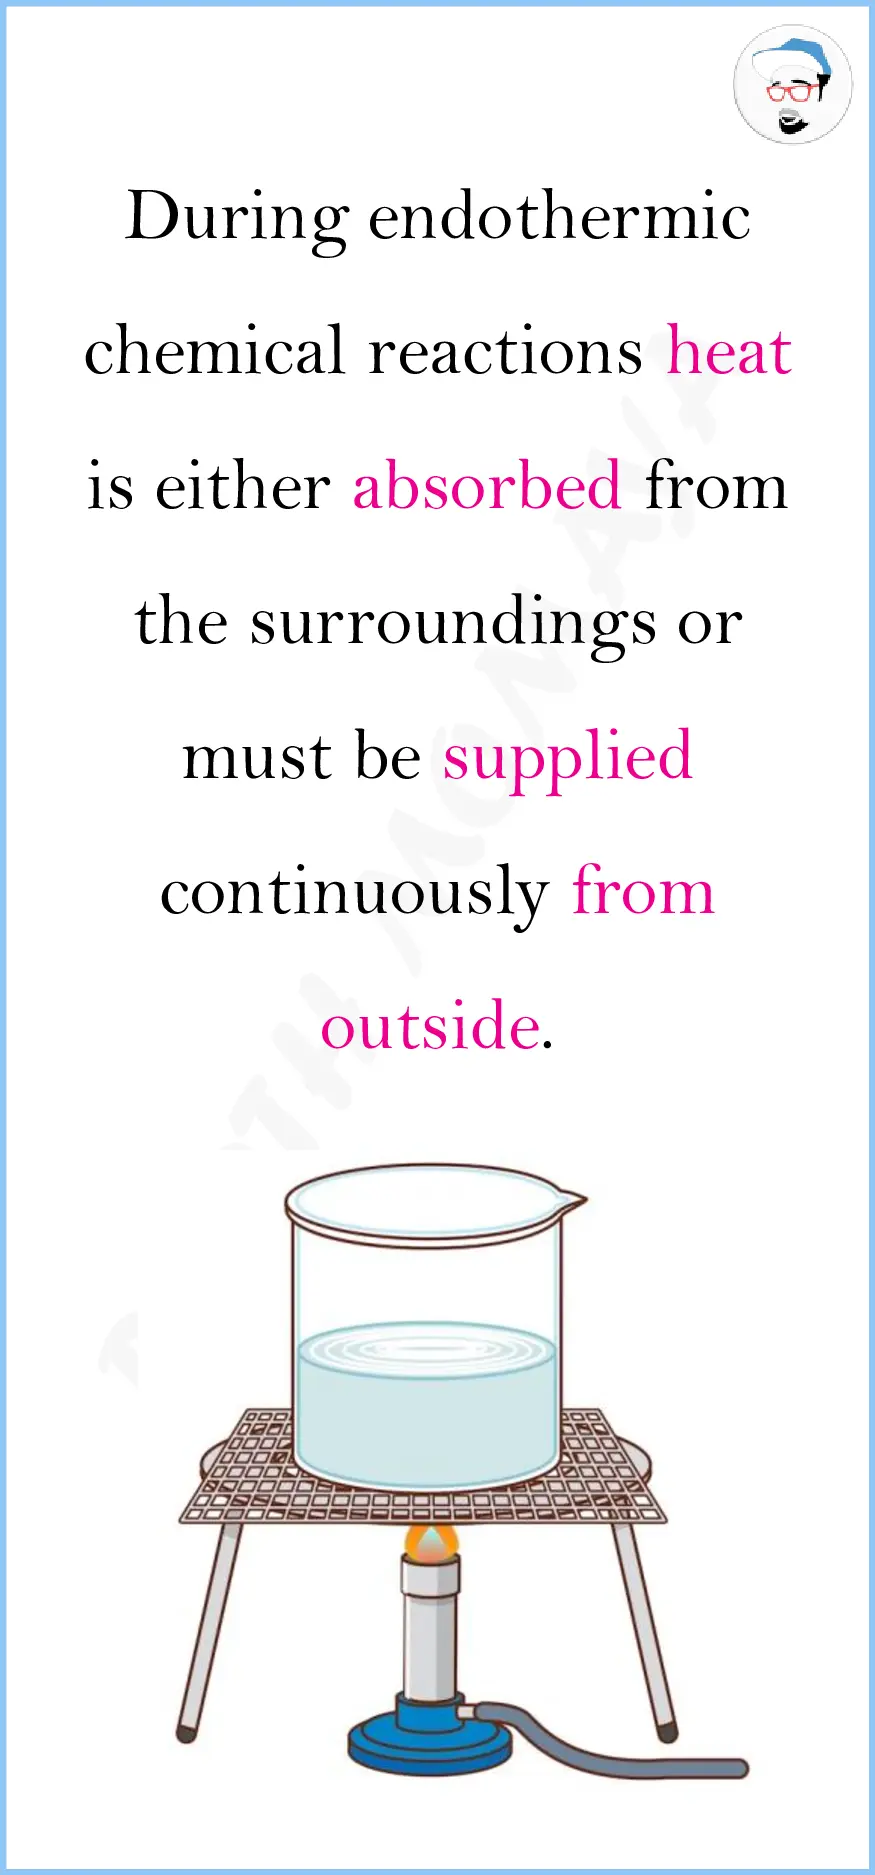 During endothermic
chemical reactions heat
is either absorbed from
the surroundings or
must be supplied
continuously from
outside.